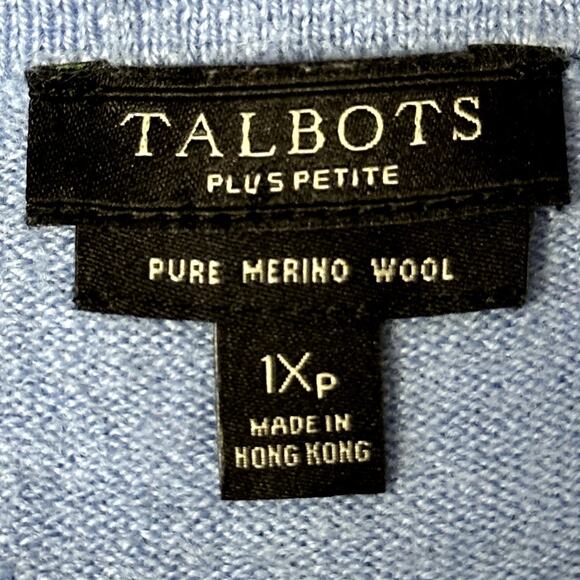 TALBOTS
PLUS PETITE
PURE MERINO WOOL
1XP
MADE IN
HONG KONG